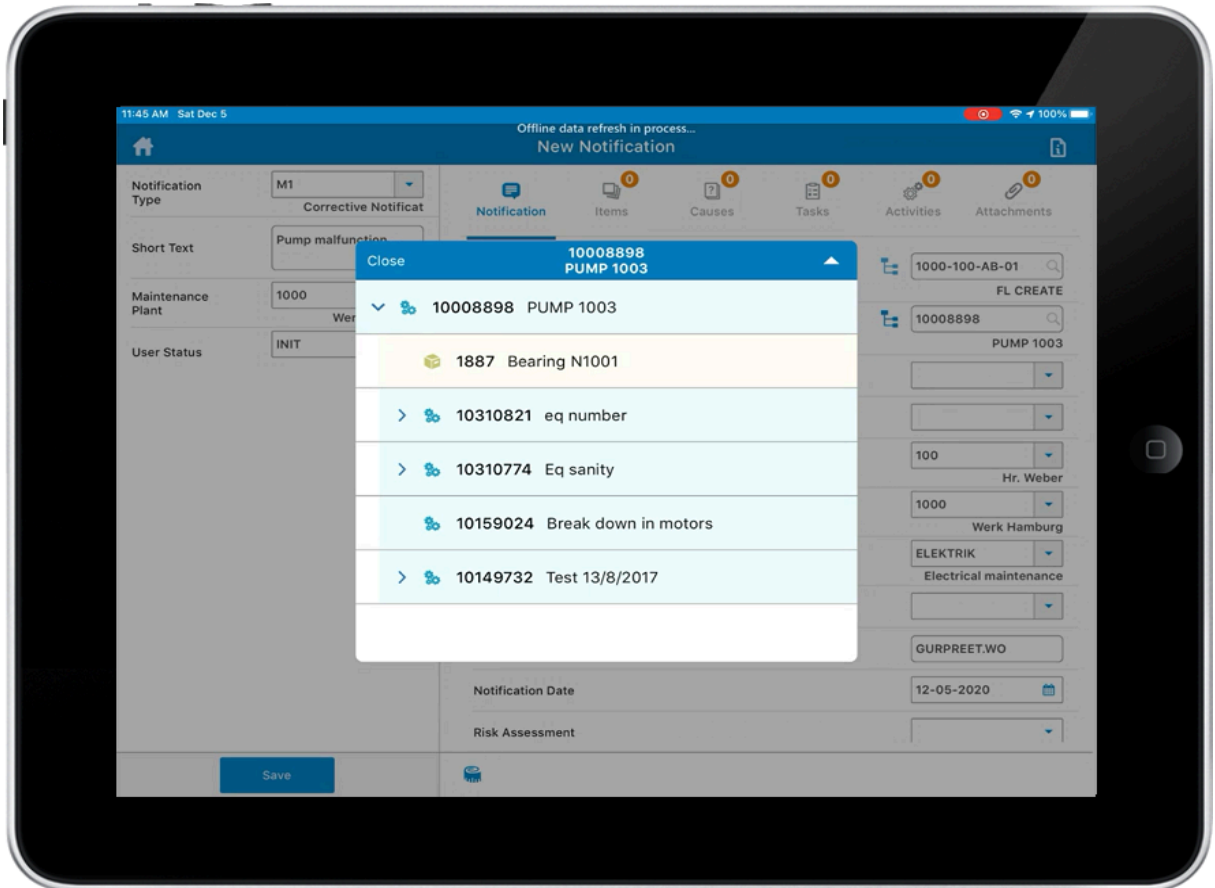 11:45 AM Sat Dec 5
100%
Offline data refresh in process...
New Notification
Notification
Type
M1
Corrective Notificat
Short Text
Pump malfunction
Maintenance
Plant
1000
Wer
User Status
INIT
Notification
Items
0
Causes
0
Tasks
0
Activities
0
Attachments
0
Close
10008898
PUMP 1003
10008898 PUMP 1003
1887 Bearing N1001
10310821 eq number
10310774 Eq sanity
10159024 Break down in motors
10149732 Test 13/8/2017
1000-100-AB-01
FL CREATE
10008898
PUMP 1003
100
Hr. Weber
1000
Werk Hamburg
ELEKTRIK
Electrical maintenance
GURPREET.WO
Notification Date
12-05-2020
Risk Assessment
Save